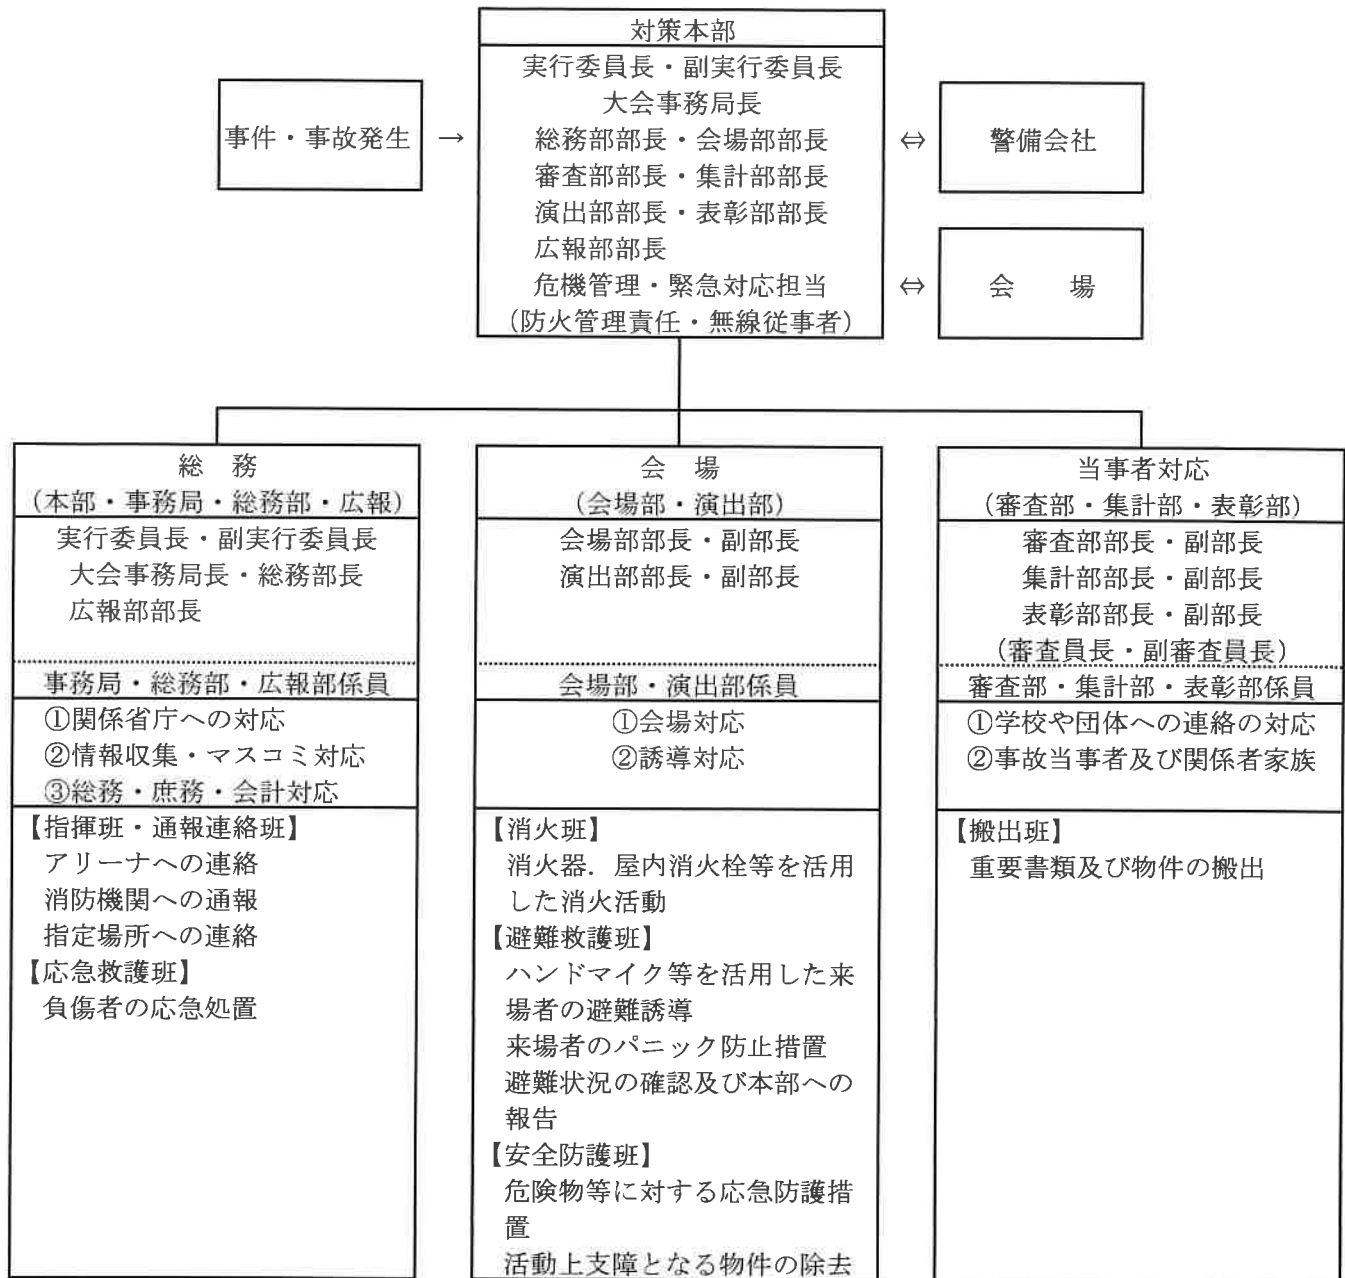 対策本部
実行委員長・副実行委員長
大会事務局長
総務部部長・会場部部長
審査部部長・集計部部長
演出部部長・表彰部部長
広報部部長
危機管理・緊急対応担当
（防火管理責任・無線従事者）
事件・事故発生 →
⇔ 警備会社
⇔ 会　場
総　務
（本部・事務局・総務部・広報）
実行委員長・副実行委員長
大会事務局長・総務部長
広報部部長
事務局・総務部・広報部係員
①関係省庁への対応
②情報収集・マスコミ対応
③総務・庶務・会計対応
【指揮班・通報連絡班】
アリーナへの連絡
消防機関への通報
指定場所への連絡
【応急救護班】
負傷者の応急処置
会　場
（会場部・演出部）
会場部部長・副部長
演出部部長・副部長
会場部・演出部係員
①会場対応
②誘導対応
【消火班】
消火器．屋内消火栓等を活用
した消火活動
【避難救護班】
ハンドマイク等を活用した来
場者の避難誘導
来場者のパニック防止措置
避難状況の確認及び本部への
報告
【安全防護班】
危険物等に対する応急防護措
置
活動上支障となる物件の除去
当事者対応
（審査部・集計部・表彰部）
審査部部長・副部長
集計部部長・副部長
表彰部部長・副部長
（審査員長・副審査員長）
審査部・集計部・表彰部係員
①学校や団体への連絡の対応
②事故当事者及び関係者家族
【搬出班】
重要書類及び物件の搬出